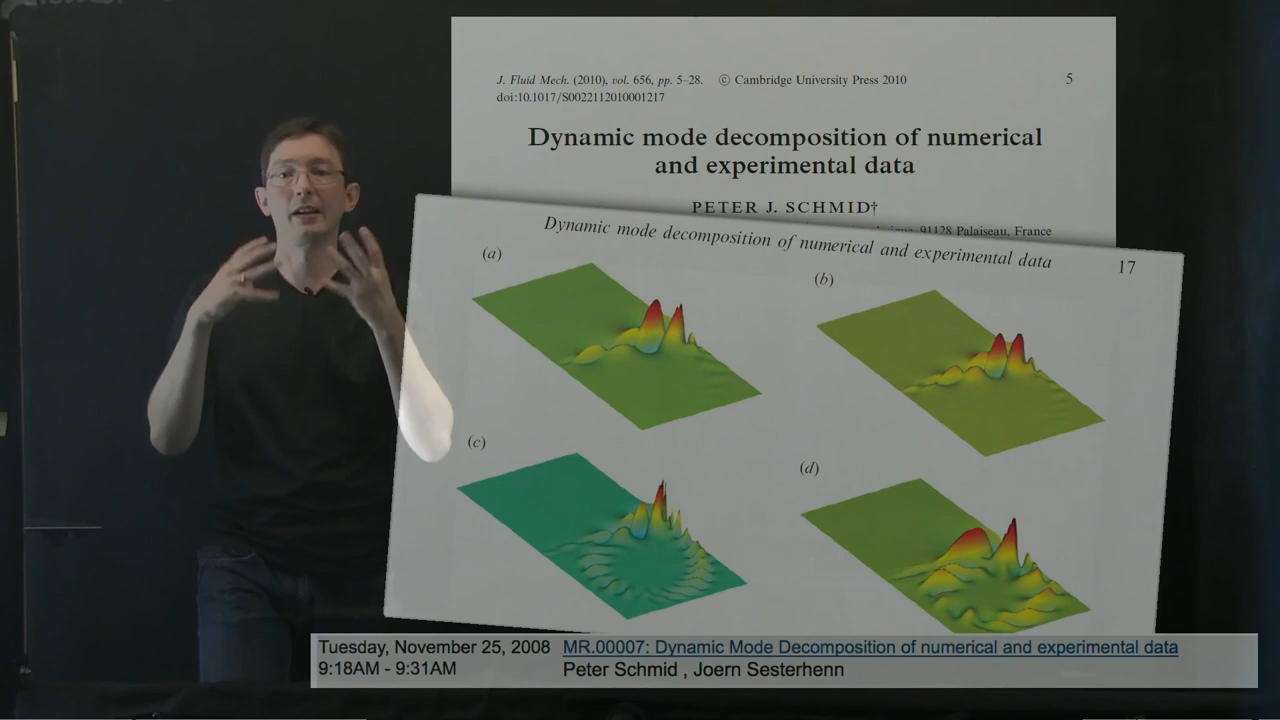 J. Fluid Mech. (2010), vol. 656, pp. 5–28. © Cambridge University Press 2010
5
doi:10.1017/S0022112010001217
Dynamic mode decomposition of numerical
and experimental data
PETER J. SCHMID†
91128 Palaiseau, France
Dynamic mode decomposition of numerical and experimental data
17
(a)
(b)
(c)
(d)
Tuesday, November 25, 2008 MR.00007: Dynamic Mode Decomposition of numerical and experimental data
9:18AM - 9:31AM Peter Schmid , Joern Sesterhenn